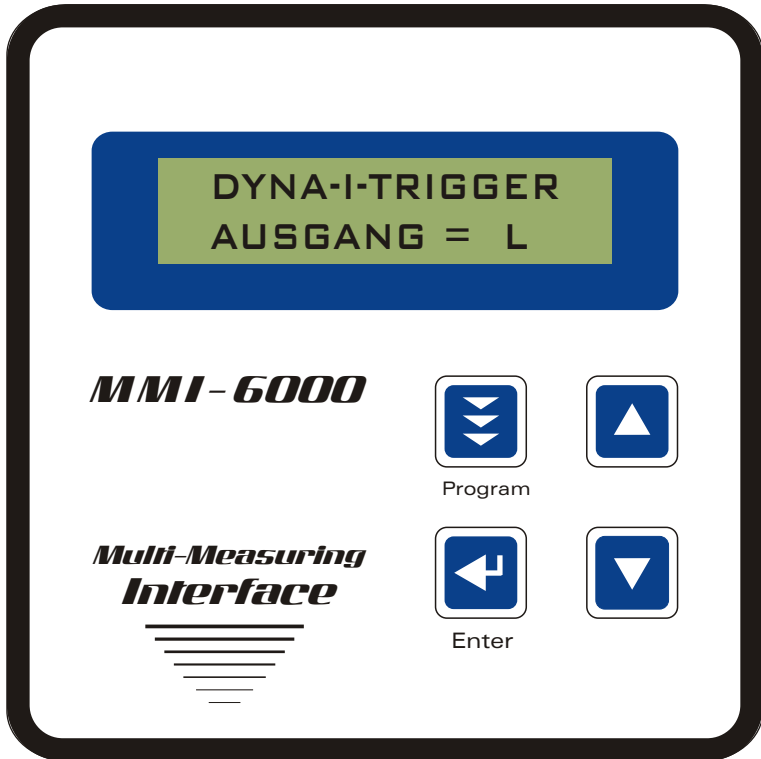 DYNA-I-TRIGGER
AUSGANG = L
MMI-6000
Program
Multi-Measuring
Interface
Enter